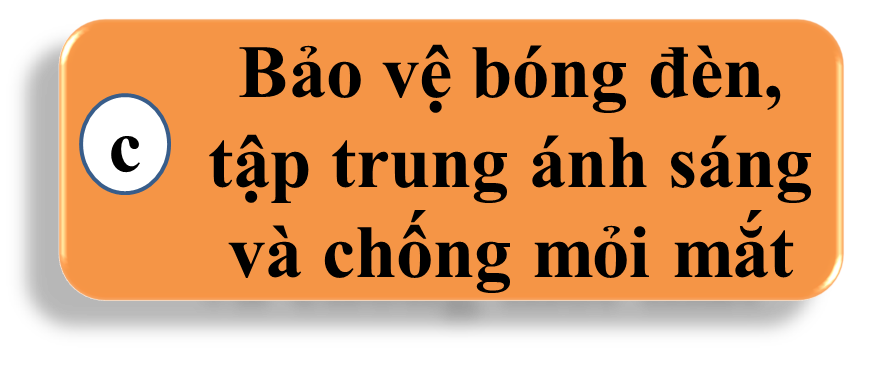 c
Bảo vệ bóng đèn,
tập trung ánh sáng
và chống mỏi mắt